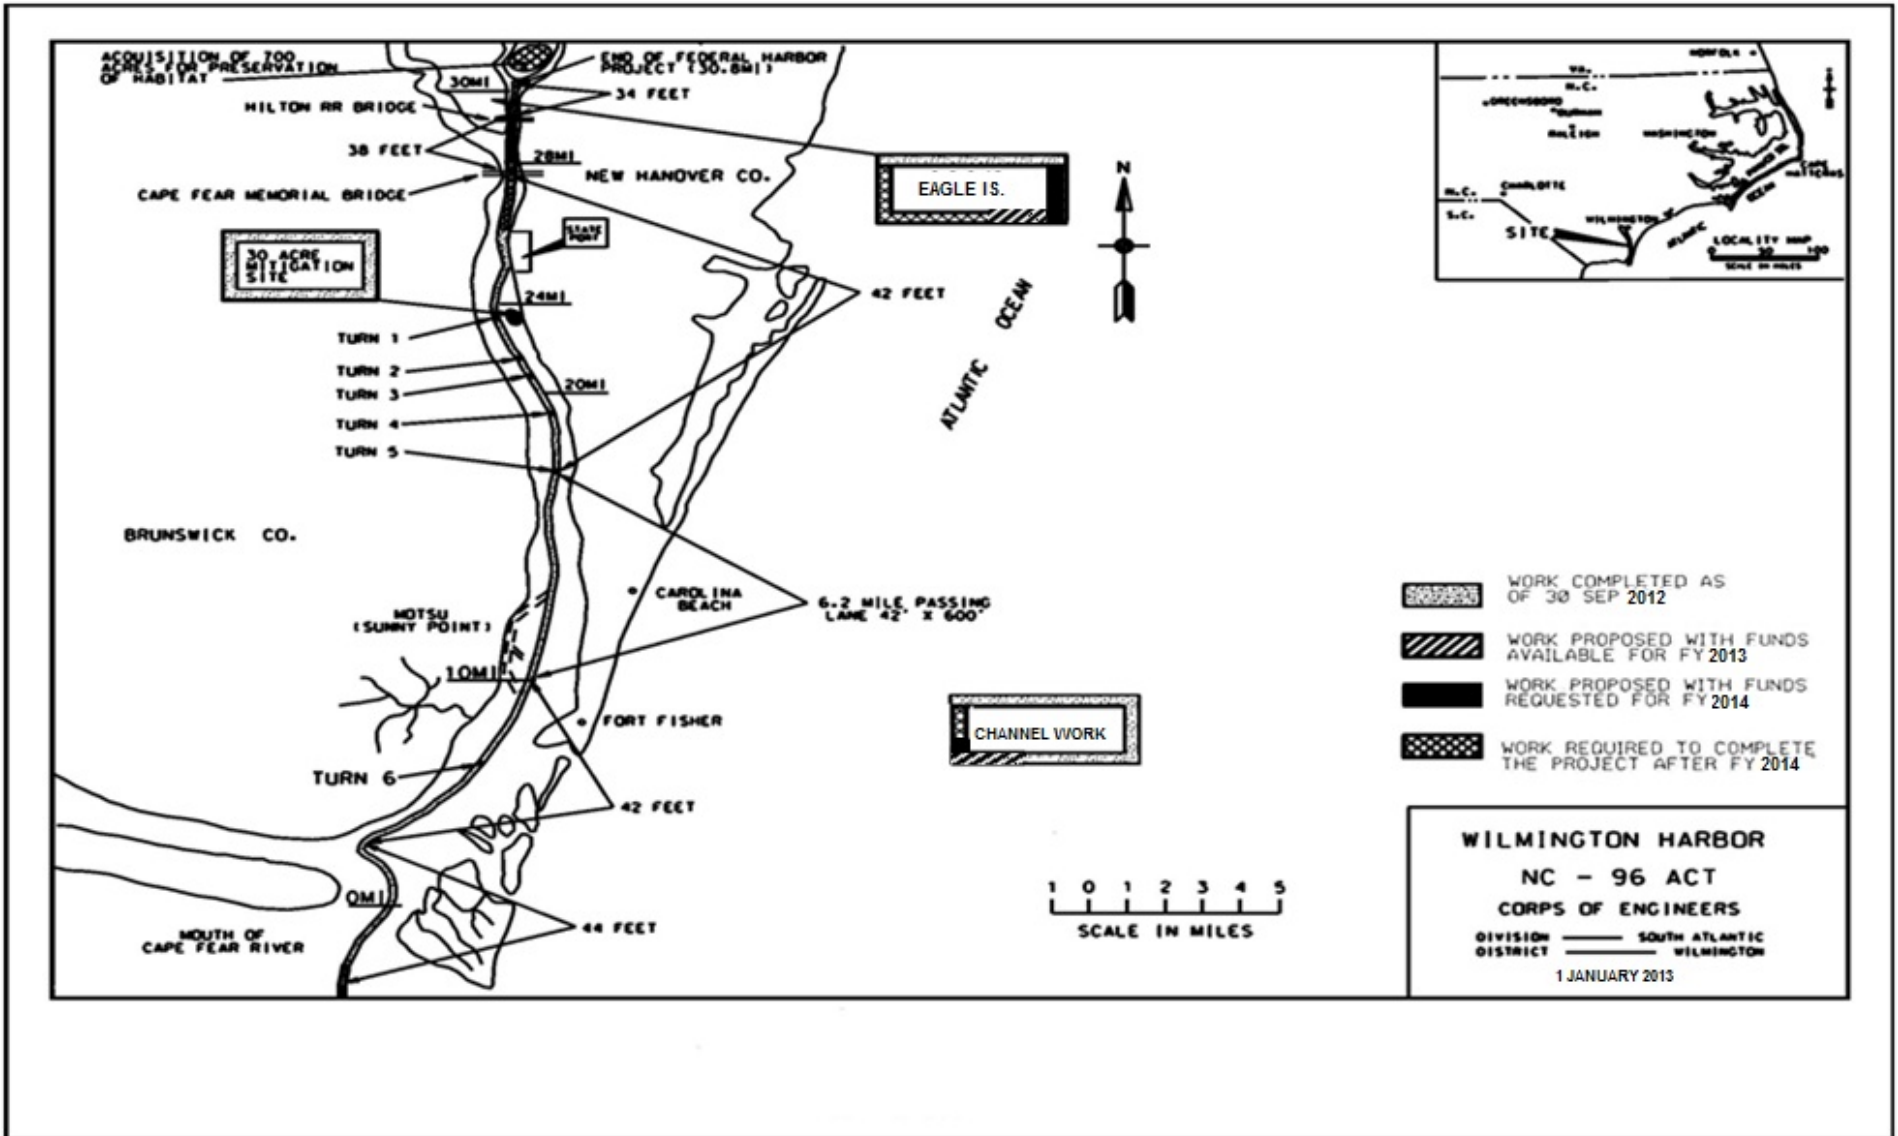 ACQUISITION OF 700
ACRES FOR PRESERVATION
OF HABITAT
END OF FEDERAL HARBOR
PROJECT (30.8MI)
30MI
34 FEET
HILTON RR BRIDGE
38 FEET
28MI
NEW HANOVER CO.
CAPE FEAR MEMORIAL BRIDGE
EAGLE IS.
N
STATE
PORT
30 ACRE
MITIGATION
SITE
24MI
42 FEET
ATLANTIC OCEAN
TURN 1
TURN 2
TURN 3
20MI
TURN 4
TURN 5
BRUNSWICK CO.
CAROLINA
BEACH
6.2 MILE PASSING
LANE 42' X 600'
MOTSU
(SUNNY POINT)
10MI
FORT FISHER
CHANNEL WORK
TURN 6
42 FEET
0MI
44 FEET
MOUTH OF
CAPE FEAR RIVER
1 0 1 2 3 4 5
SCALE IN MILES
NORFOLK
VA.
N.C.
GREENSBORO
DURHAM
RALEIGH
WASHINGTON
CAPE
HATTERAS
OCEAN
N.C.
CHARLOTTE
S.C.
WILMINGTON
SITE
ATLANTIC
LOCALITY MAP
0 50 100
SCALE IN MILES
WORK COMPLETED AS
OF 30 SEP 2012
WORK PROPOSED WITH FUNDS
AVAILABLE FOR FY 2013
WORK PROPOSED WITH FUNDS
REQUESTED FOR FY 2014
WORK REQUIRED TO COMPLETE
THE PROJECT AFTER FY 2014
WILMINGTON HARBOR
NC - 96 ACT
CORPS OF ENGINEERS
DIVISION SOUTH ATLANTIC
DISTRICT WILMINGTON
1 JANUARY 2013